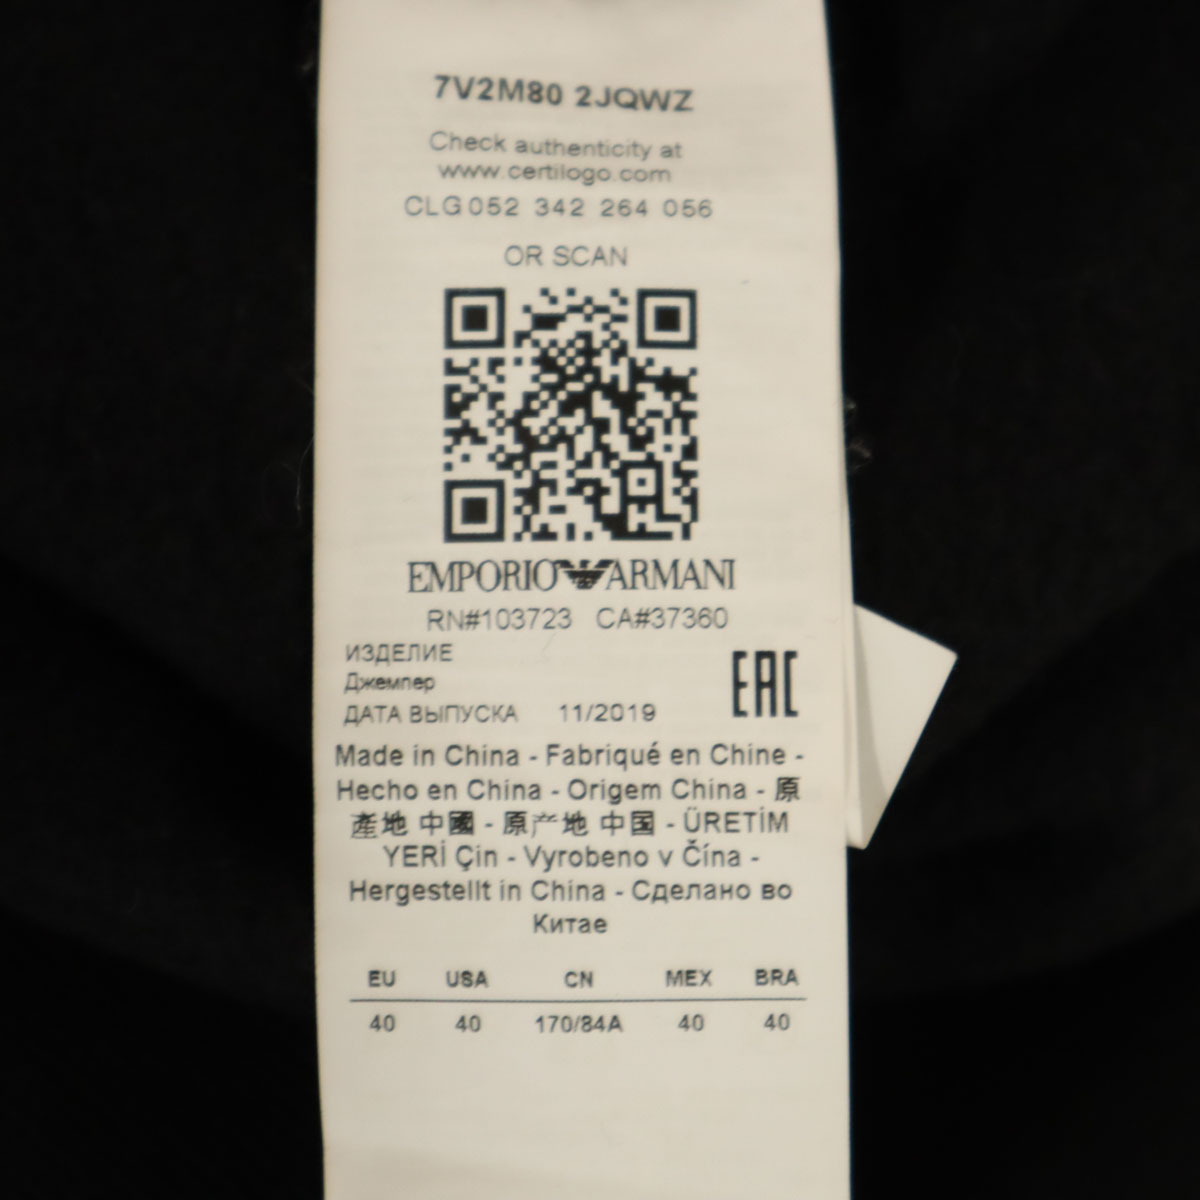 7V2M80 2JQWZ
Check authenticity at
www.certilogo.com
CLG 052 342 264 056
OR SCAN
EMPORIO ARMANI
RN#103723 CA#37360
ИЗДЕЛИЕ
Джемпер
ДАТА ВЫПУСКА 11/2019
EAC
Made in China - Fabriqué en Chine -
Hecho en China - Origem China - 原
產地 中國 - 原产地 中国 - ÜRETİM
YERİ Çin - Vyrobeno v Čína -
Hergestellt in China - Сделано во
Китае
EU USA CN MEX BRA
40 40 170/84A 40 40